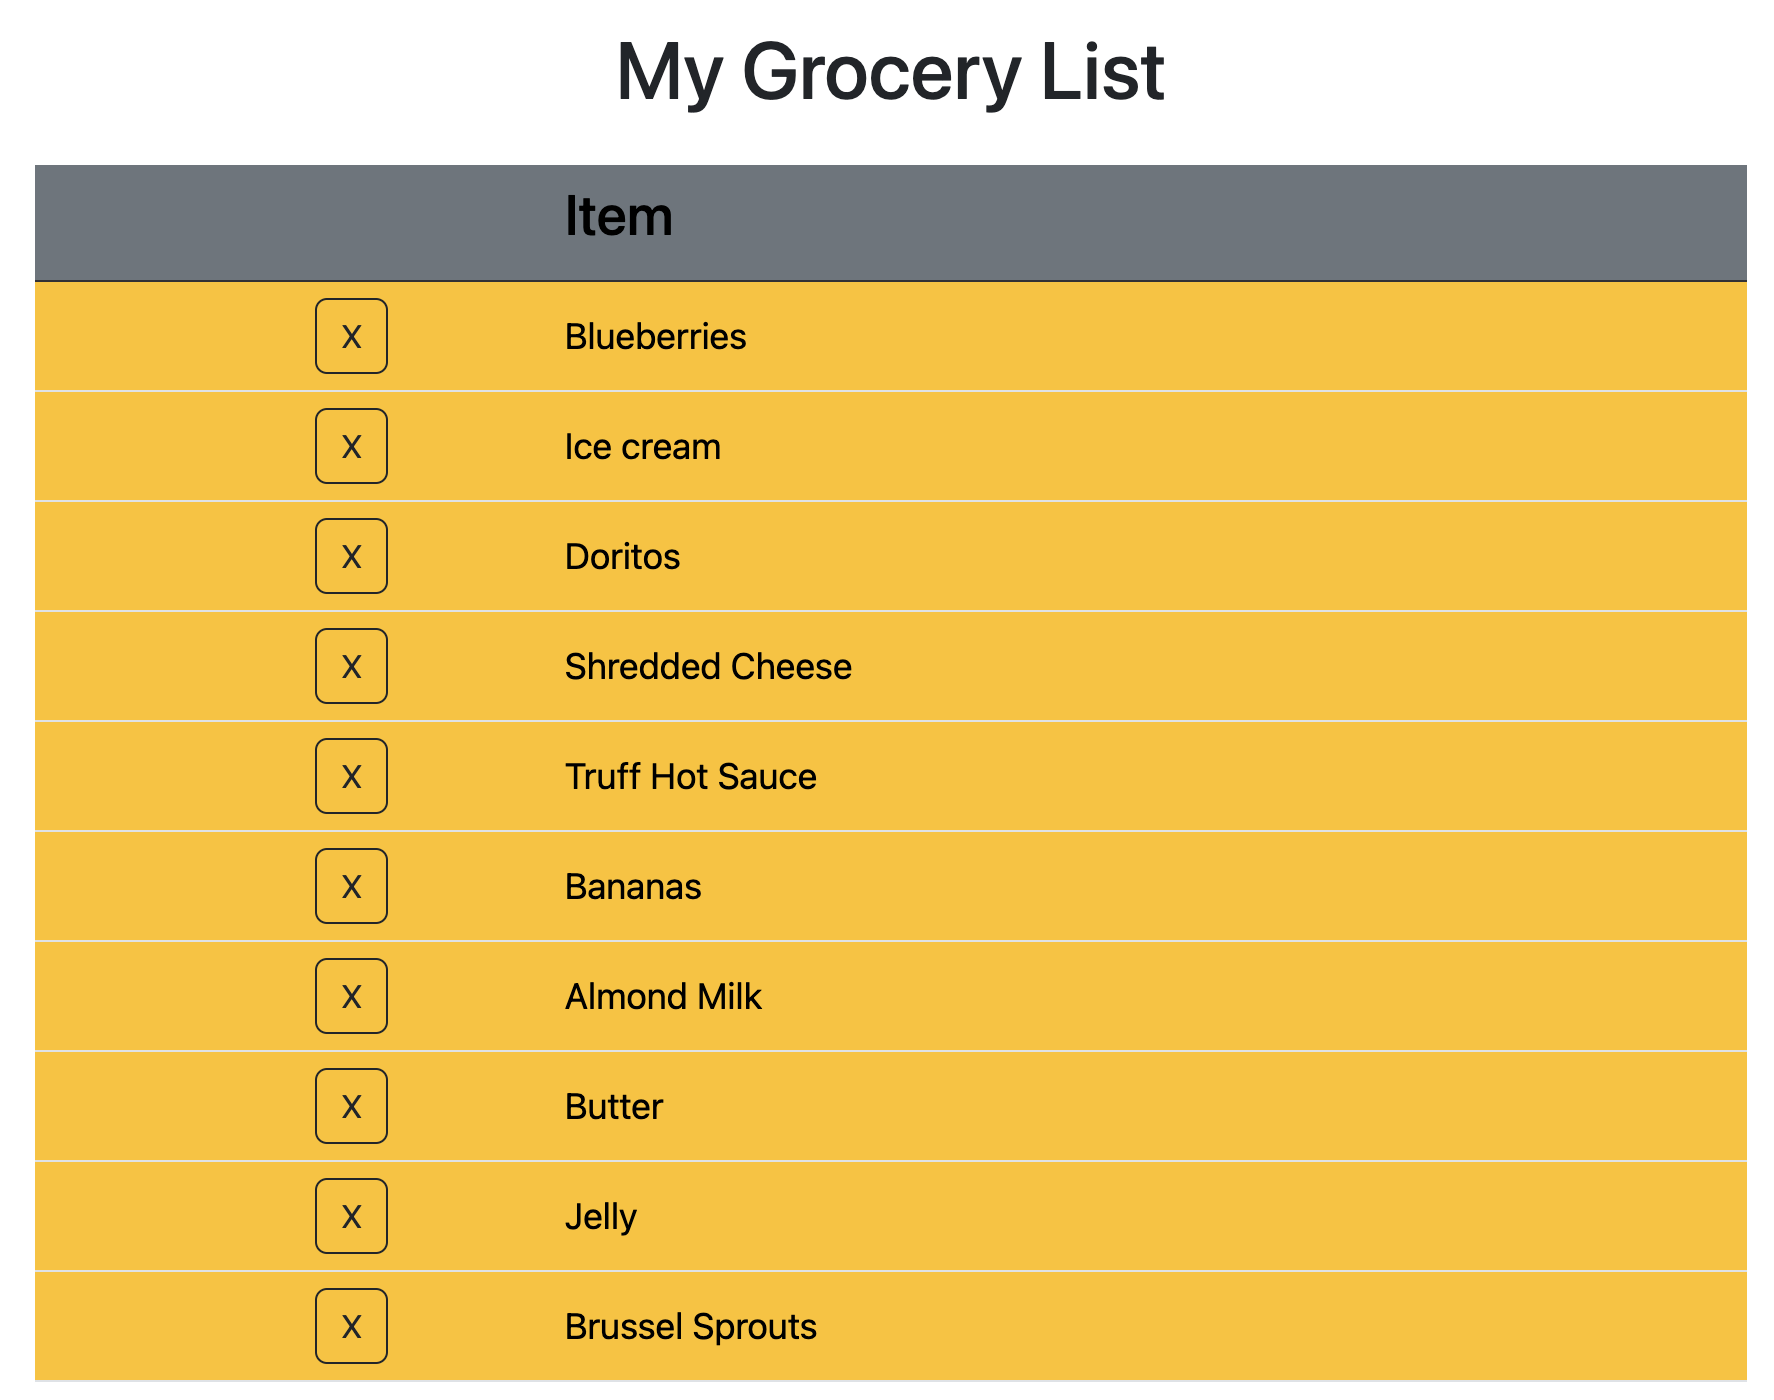 My Grocery List
Item
X Blueberries
X Ice cream
X Doritos
X Shredded Cheese
X Truff Hot Sauce
X Bananas
X Almond Milk
X Butter
X Jelly
X Brussel Sprouts